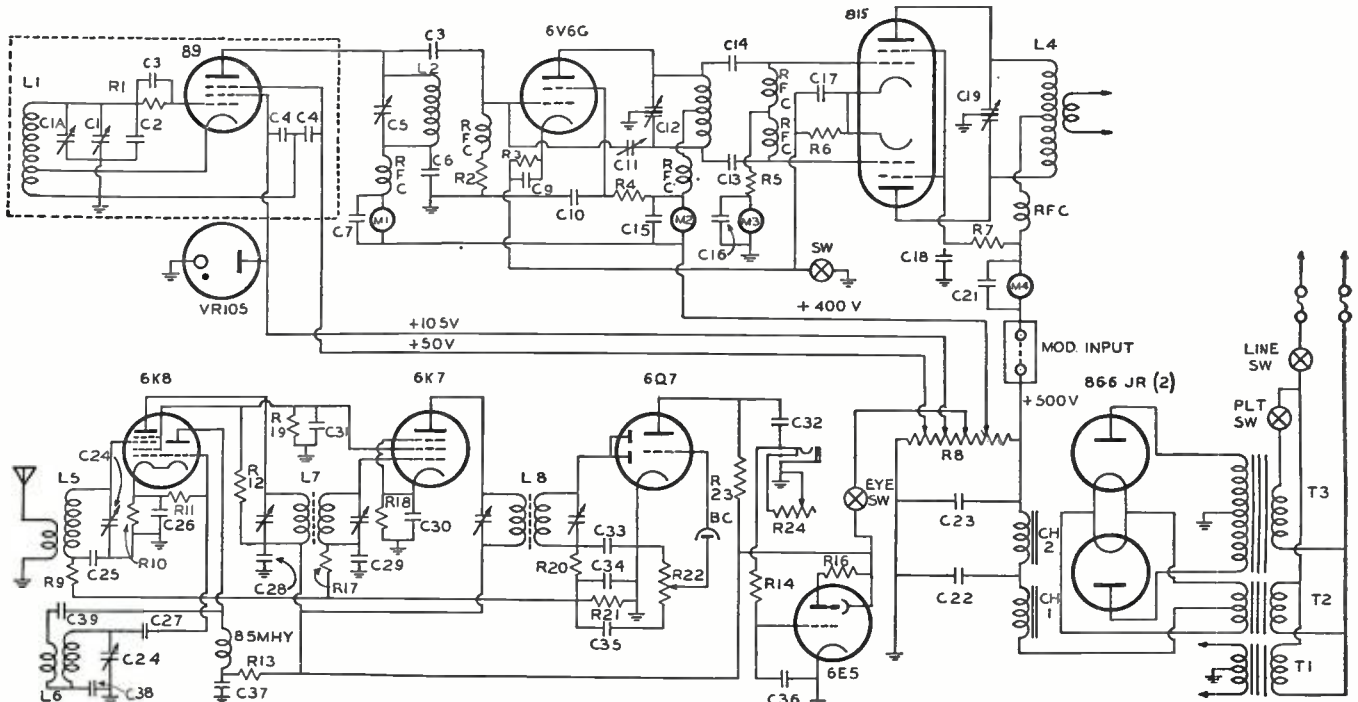 89
C3
6V6G
815
L4
L1
R1
C3
C1A
C1
C2
C4
C4
L2
C5
RFC
R2
C6
RFC
C7
M1
R3
C9
C10
C11
C12
R4
RFC
C15
M2
C14
RFC
RFC
C13
R5
C16
M3
C17
R6
C19
RFC
R7
C18
C21
M4
SW
VR105
+105V
+50V
+400V
MOD. INPUT
+500V
LINE SW
PLT SW
866 JR (2)
6K8
6K7
6Q7
C24
L5
R12
R19
C31
L7
R18
C30
L8
R23
BC
C32
R24
EYE SW
R8
C23
CH 2
T3
R11
C26
R10
C25
R9
C28
R17
C29
R20
C33
C34
R22
R21
C35
R14
R16
C22
CH 1
T2
C39
C27
85MHY
C24
R13
L6
C38
C37
C36
6E5
T1